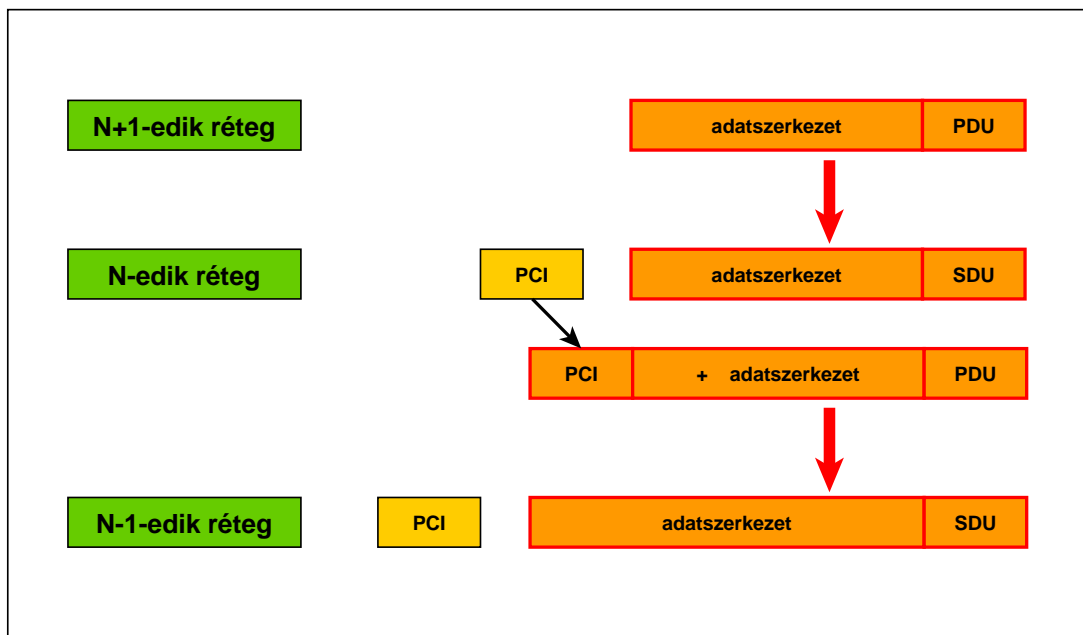 N+1-edik réteg adatszerkezet PDU
N-edik réteg PCI adatszerkezet SDU
PCI + adatszerkezet PDU
N-1-edik réteg PCI adatszerkezet SDU